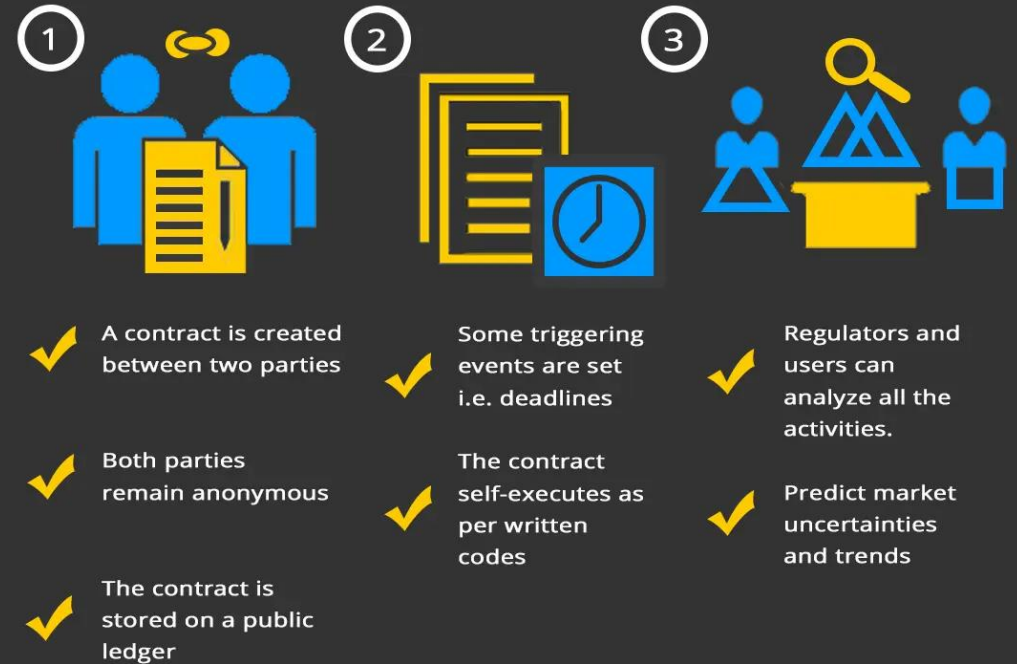 1
A contract is created
between two parties
Both parties
remain anonymous
The contract is
stored on a public
ledger
2
Some triggering
events are set
i.e. deadlines
The contract
self-executes as
per written
codes
3
Regulators and
users can
analyze all the
activities.
Predict market
uncertainties
and trends